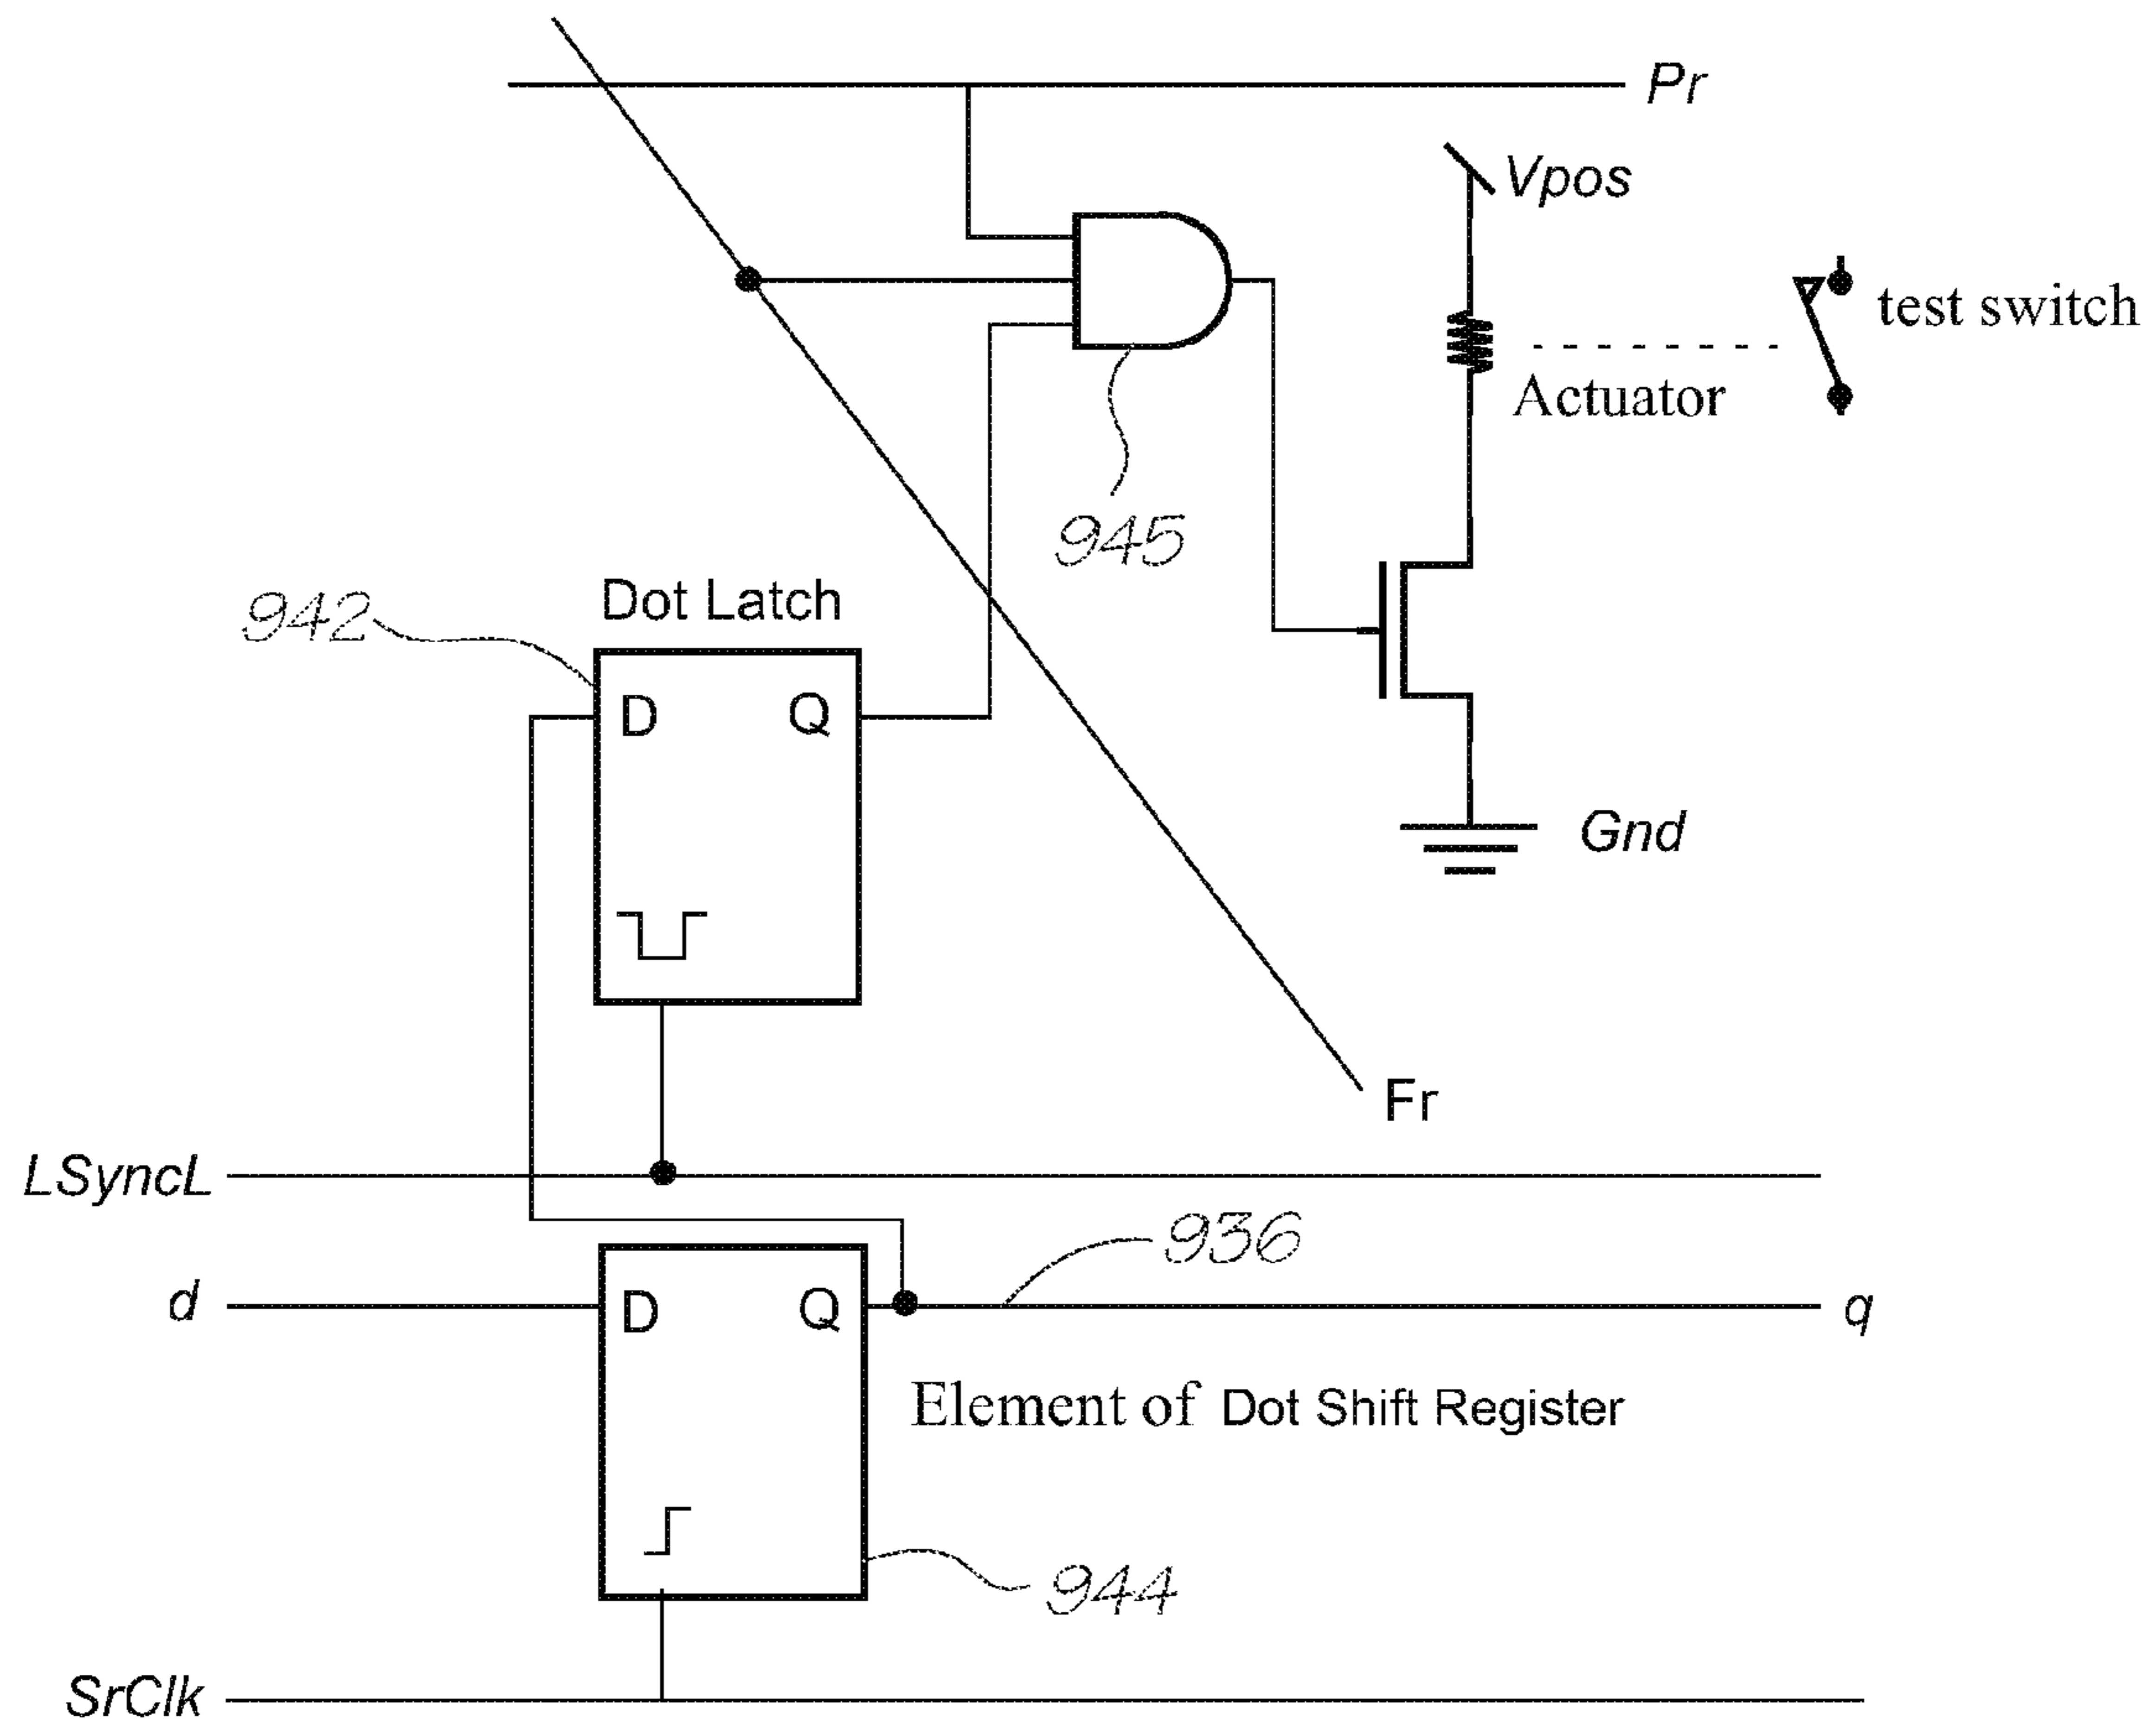 Pr
Vpos
test switch
Actuator
945
942
Dot Latch
D Q
Gnd
Fr
LSyncL
936
d
D Q
q
Element of Dot Shift Register
944
SrClk